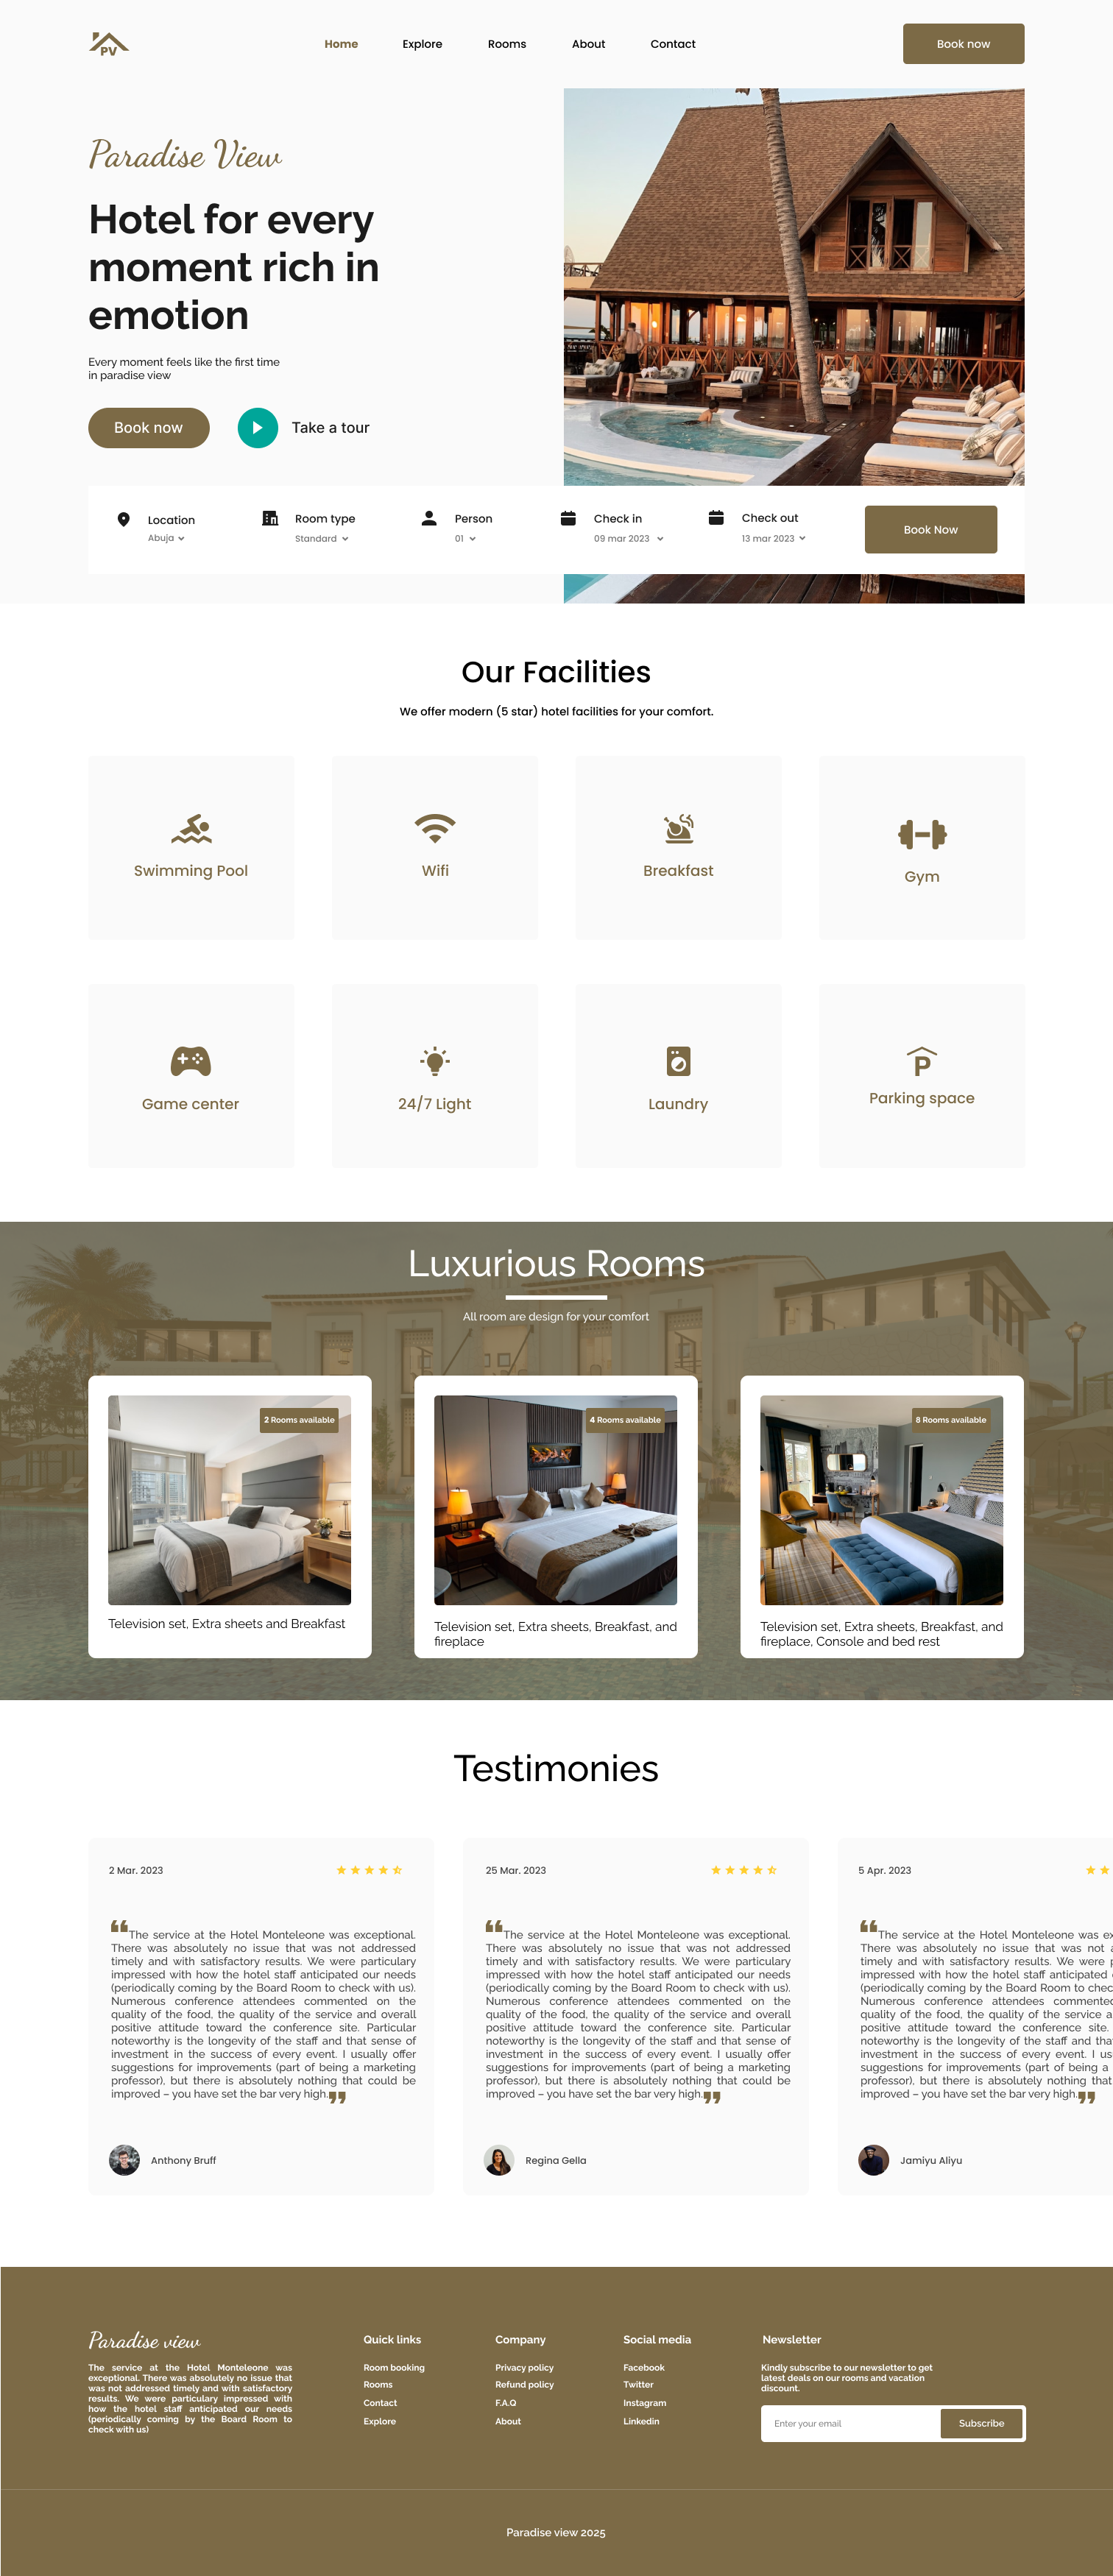 PV
Home
Explore
Rooms
About
Contact
Book now
Paradise View
Hotel for every
moment rich in
emotion
Every moment feels like the first time
in paradise view
Book now
Take a tour
Location
Abuja
Room type
Standard
Person
01
Check in
09 mar 2023
Check out
13 mar 2023
Book Now
Our Facilities
We offer modern (5 star) hotel facilities for your comfort.
Swimming Pool
Wifi
Breakfast
Gym
Game center
24/7 Light
Laundry
P
Parking space
Luxurious Rooms
All room are design for your comfort
2 Rooms available
Television set, Extra sheets and Breakfast
4 Rooms available
Television set, Extra sheets, Breakfast, and
fireplace
8 Rooms available
Television set, Extra sheets, Breakfast, and
fireplace, Console and bed rest
Testimonies
2 Mar. 2023
“The service at the Hotel Monteleone was exceptional.
There was absolutely no issue that was not addressed
timely and with satisfactory results. We were particulary
impressed with how the hotel staff anticipated our needs
(periodically coming by the Board Room to check with us).
Numerous conference attendees commented on the
quality of the food, the quality of the service and overall
positive attitude toward the conference site. Particular
noteworthy is the longevity of the staff and that sense of
investment in the success of every event. I usually offer
suggestions for improvements (part of being a marketing
professor), but there is absolutely nothing that could be
improved – you have set the bar very high.”
Anthony Bruff
25 Mar. 2023
“The service at the Hotel Monteleone was exceptional.
There was absolutely no issue that was not addressed
timely and with satisfactory results. We were particulary
impressed with how the hotel staff anticipated our needs
(periodically coming by the Board Room to check with us).
Numerous conference attendees commented on the
quality of the food, the quality of the service and overall
positive attitude toward the conference site. Particular
noteworthy is the longevity of the staff and that sense of
investment in the success of every event. I usually offer
suggestions for improvements (part of being a marketing
professor), but there is absolutely nothing that could be
improved – you have set the bar very high.”
Regina Gella
5 Apr. 2023
“The service at the Hotel Monteleone was
There was absolutely no issue that was not
timely and with satisfactory results. We were
impressed with how the hotel staff anticipated
(periodically coming by the Board Room to
Numerous conference attendees
quality of the food, the quality of the service
positive attitude toward the conference site.
noteworthy is the longevity of the staff and
investment in the success of every event. I
suggestions for improvements (part of being a
professor), but there is absolutely nothing that
improved – you have set the bar very high.”
Jamiyu Aliyu
Paradise view
The service at the Hotel Monteleone was
exceptional. There was absolutely no issue that
was not addressed timely and with satisfactory
results. We were particulary impressed with
how the hotel staff anticipated our needs
(periodically coming by the Board Room to
check with us)
Quick links
Room booking
Rooms
Contact
Explore
Company
Privacy policy
Refund policy
F.A.Q
About
Social media
Facebook
Twitter
Instagram
Linkedin
Newsletter
Kindly subscribe to our newsletter to get
latest deals on our rooms and vacation
discount.
Enter your email
Subscribe
Paradise view 2025